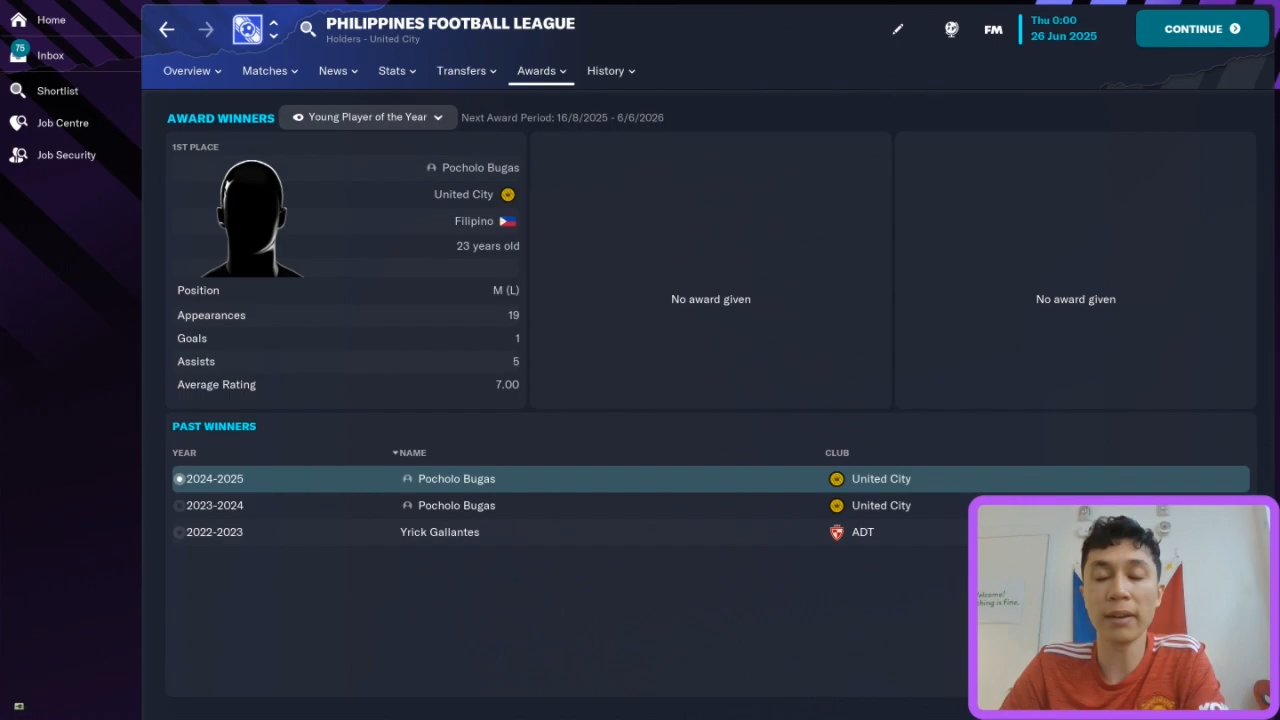 Home
75
Inbox
Shortlist
Job Centre
Job Security
PHILIPPINES FOOTBALL LEAGUE
Holders - United City
FM
Thu 0:00
26 Jun 2025
CONTINUE
Overview
Matches
News
Stats
Transfers
Awards
History
AWARD WINNERS
Young Player of the Year
Next Award Period: 16/8/2025 - 6/6/2026
1ST PLACE
Pocholo Bugas
United City
Filipino
23 years old
Position M (L)
Appearances 19
Goals 1
Assists 5
Average Rating 7.00
No award given
No award given
PAST WINNERS
YEAR NAME CLUB
2024-2025 Pocholo Bugas United City
2023-2024 Pocholo Bugas United City
2022-2023 Yrick Gallantes ADT
hing is Fine.